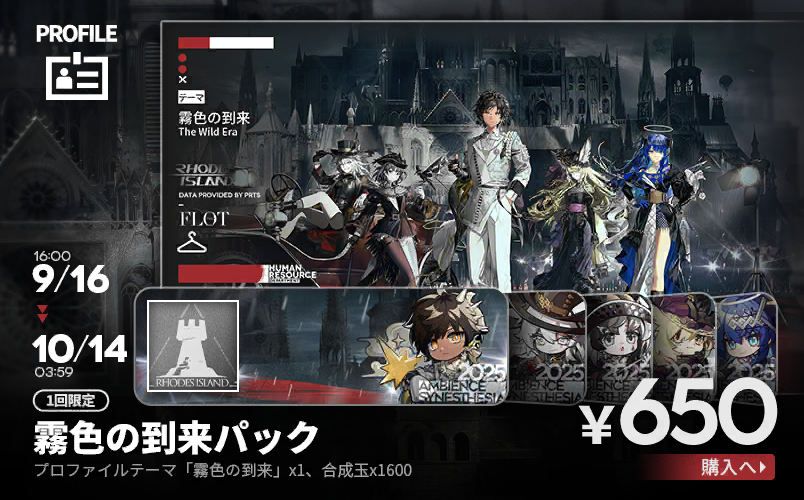 PROFILE
テーマ
霧色の到来
The Wild Era
RHODES ISLAND
DATA PROVIDED BY PRTS
FLOT
HUMAN
RESOURCE
16:00
9/16
10/14
03:59
RHODES ISLAND
2025
AMBIENCE
SYNESTHESIA
2025
2025
2025
2025
1回限定
霧色の到来パック
プロファイルテーマ「霧色の到来」x1、合成玉x1600
¥650
購入へ